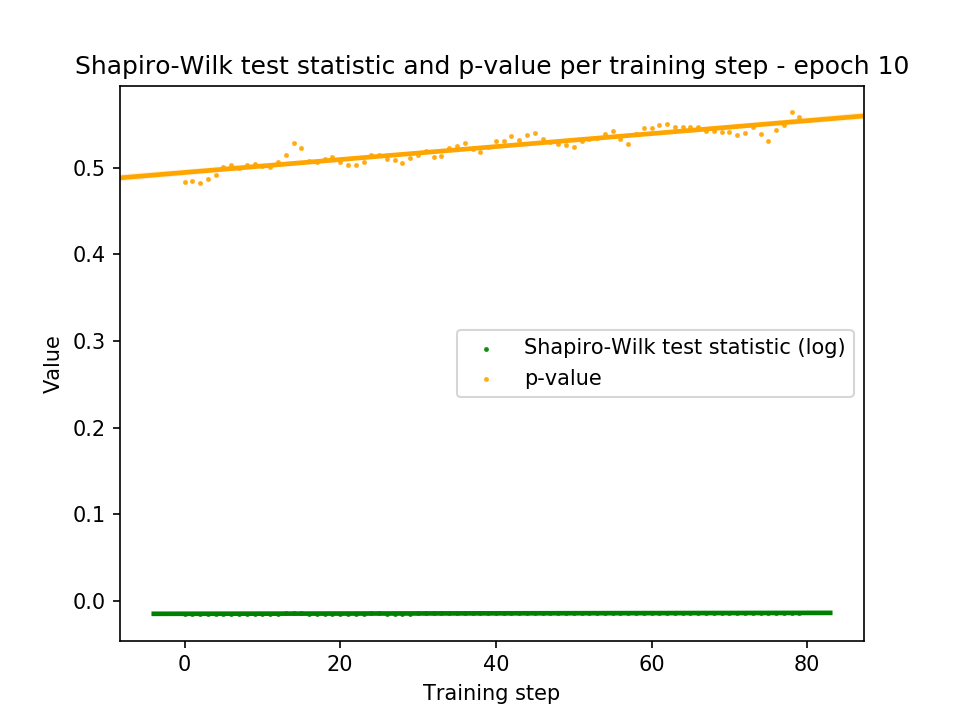 Shapiro-Wilk test statistic and p-value per training step - epoch 10
Value
0.5
0.4
0.3
0.2
0.1
0.0
Shapiro-Wilk test statistic (log)
p-value
0
20
40
60
80
Training step